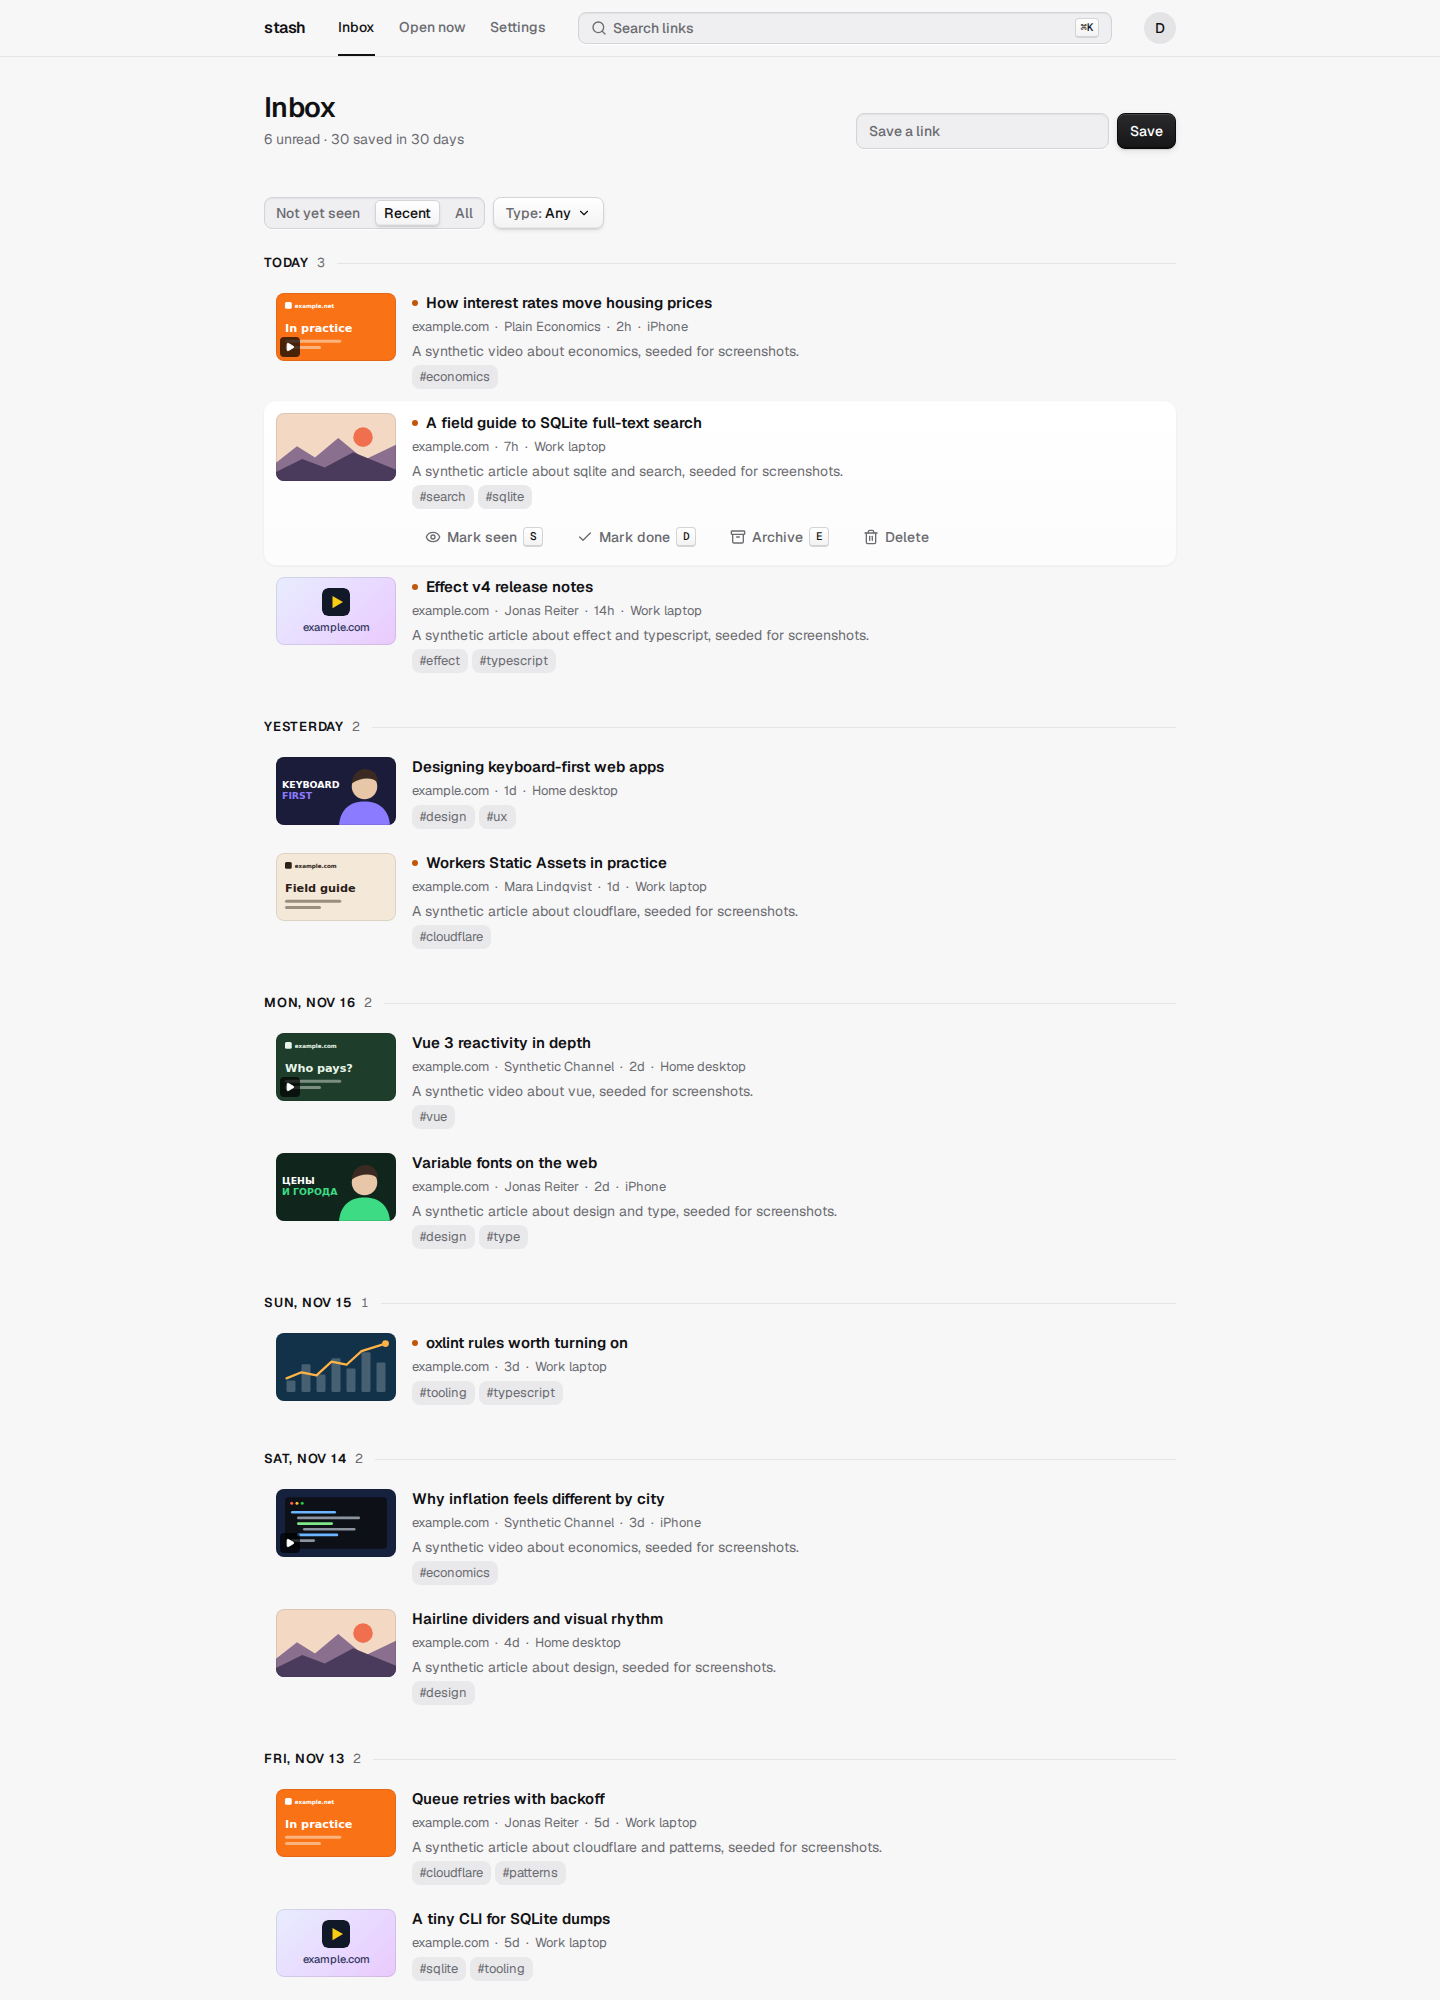 stash Inbox Open now Settings Search links ⌘K D
Inbox
6 unread · 30 saved in 30 days
Save a link Save
Not yet seen Recent All Type: Any
TODAY 3
example.net
In practice
How interest rates move housing prices
example.com · Plain Economics · 2h · iPhone
A synthetic video about economics, seeded for screenshots.
#economics
A field guide to SQLite full-text search
example.com · 7h · Work laptop
A synthetic article about sqlite and search, seeded for screenshots.
#search #sqlite
Mark seen S Mark done D Archive E Delete
example.com
Effect v4 release notes
example.com · Jonas Reiter · 14h · Work laptop
A synthetic article about effect and typescript, seeded for screenshots.
#effect #typescript
YESTERDAY 2
KEYBOARD
FIRST
Designing keyboard-first web apps
example.com · 1d · Home desktop
#design #ux
example.com
Field guide
Workers Static Assets in practice
example.com · Mara Lindqvist · 1d · Work laptop
A synthetic article about cloudflare, seeded for screenshots.
#cloudflare
MON, NOV 16 2
example.com
Who pays?
Vue 3 reactivity in depth
example.com · Synthetic Channel · 2d · Home desktop
A synthetic video about vue, seeded for screenshots.
#vue
ЦЕНЫ
И ГОРОДА
Variable fonts on the web
example.com · Jonas Reiter · 2d · iPhone
A synthetic article about design and type, seeded for screenshots.
#design #type
SUN, NOV 15 1
oxlint rules worth turning on
example.com · 3d · Work laptop
#tooling #typescript
SAT, NOV 14 2
Why inflation feels different by city
example.com · Synthetic Channel · 3d · iPhone
A synthetic video about economics, seeded for screenshots.
#economics
Hairline dividers and visual rhythm
example.com · 4d · Home desktop
A synthetic article about design, seeded for screenshots.
#design
FRI, NOV 13 2
example.net
In practice
Queue retries with backoff
example.com · Jonas Reiter · 5d · Work laptop
A synthetic article about cloudflare and patterns, seeded for screenshots.
#cloudflare #patterns
example.com
A tiny CLI for SQLite dumps
example.com · 5d · Work laptop
#sqlite #tooling